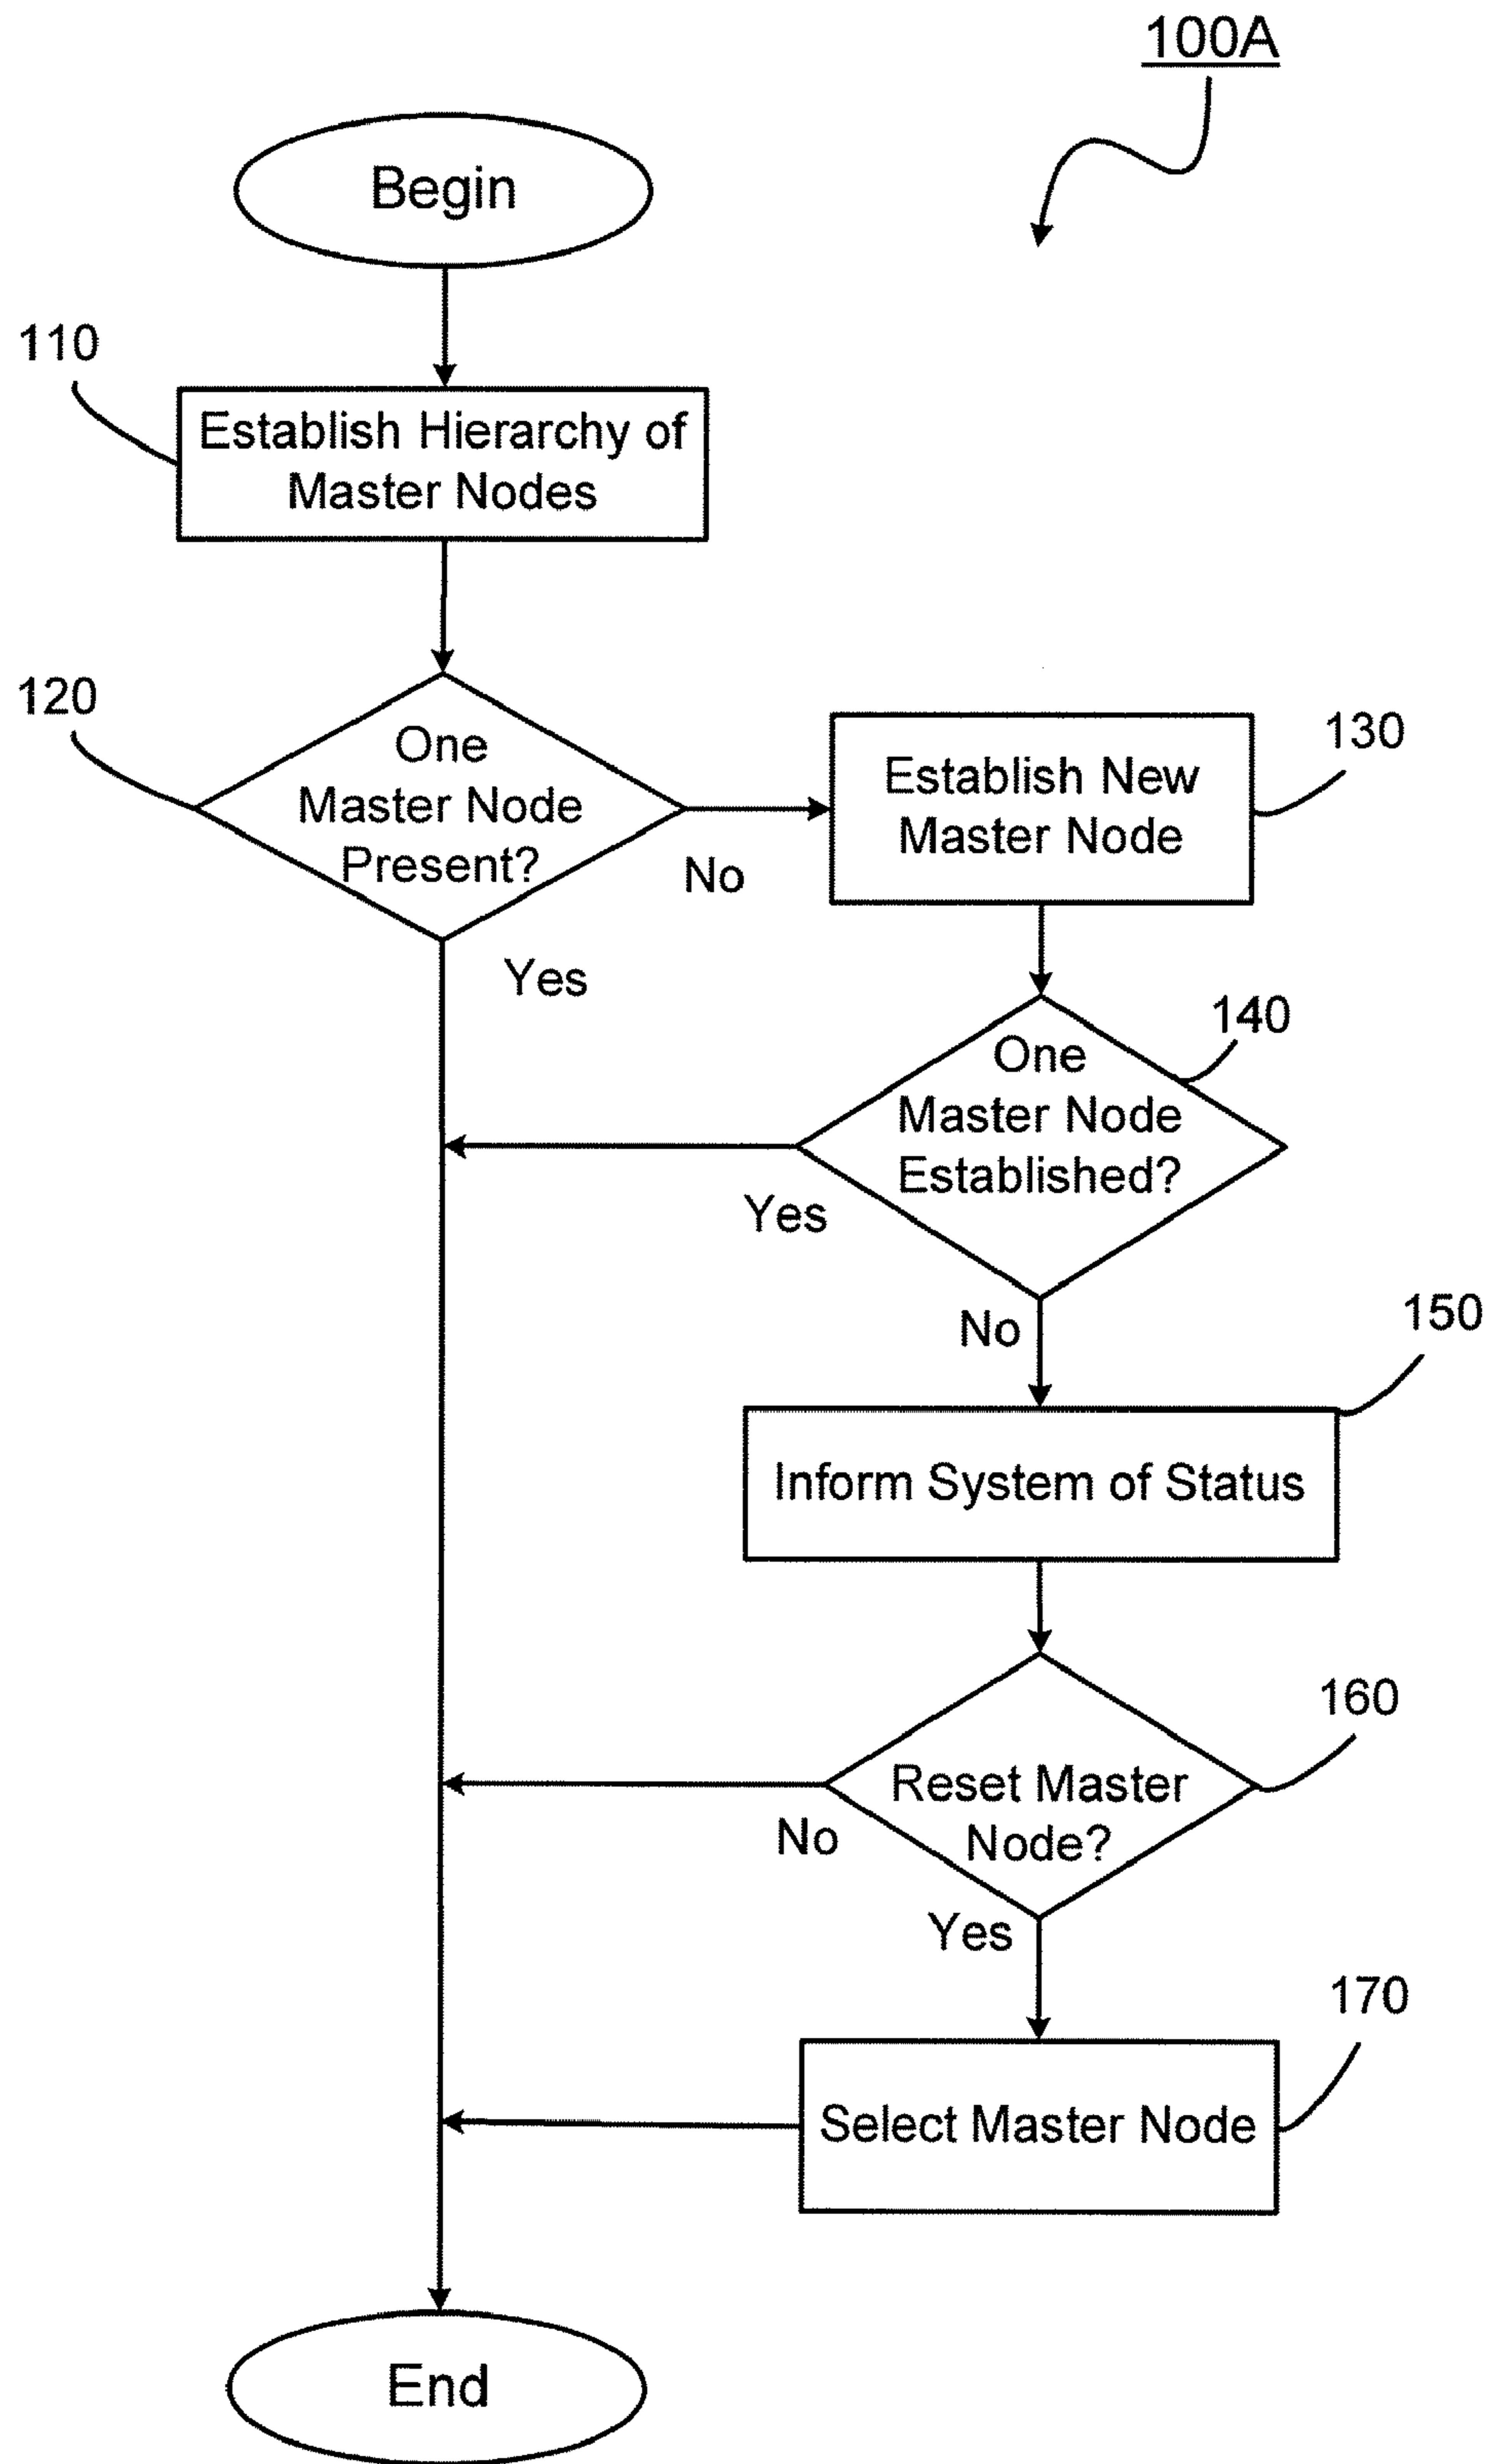 100A
Begin
110
Establish Hierarchy of
Master Nodes
120
One
Master Node
Present?
No
Yes
130
Establish New
Master Node
140
One
Master Node
Established?
Yes
No
150
Inform System of Status
160
Reset Master
Node?
No
Yes
170
Select Master Node
End